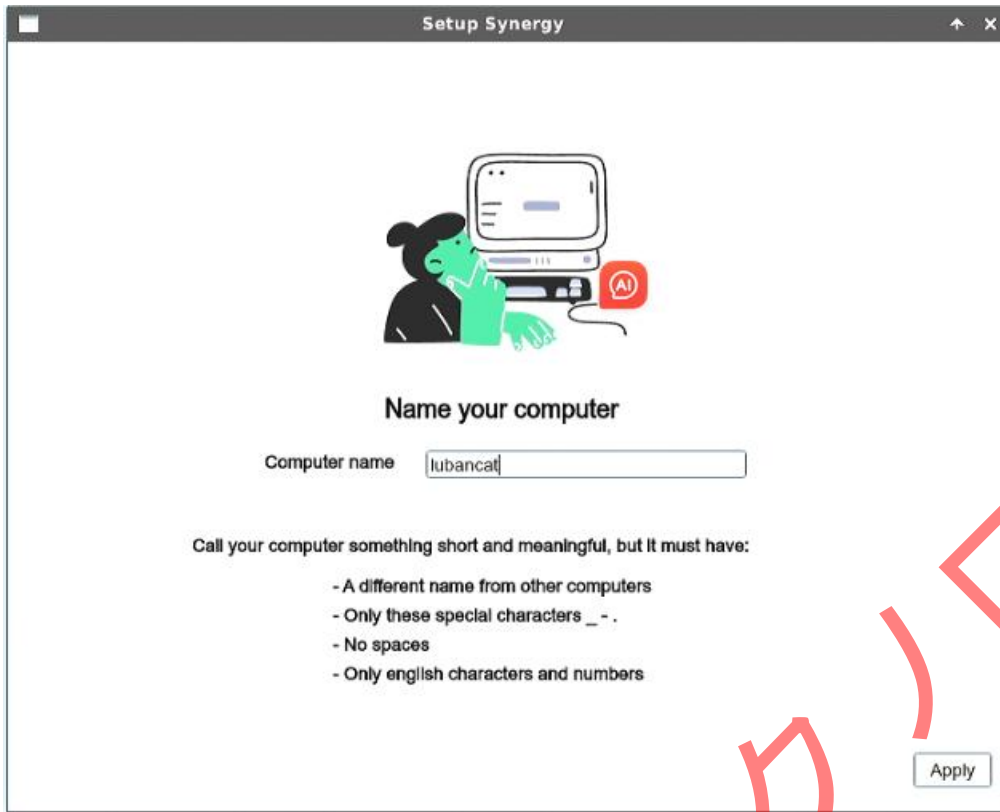 Setup Synergy
AI
Name your computer
Computer name lubancat
Call your computer something short and meaningful, but it must have:
- A different name from other computers
- Only these special characters _ - .
- No spaces
- Only english characters and numbers
Apply